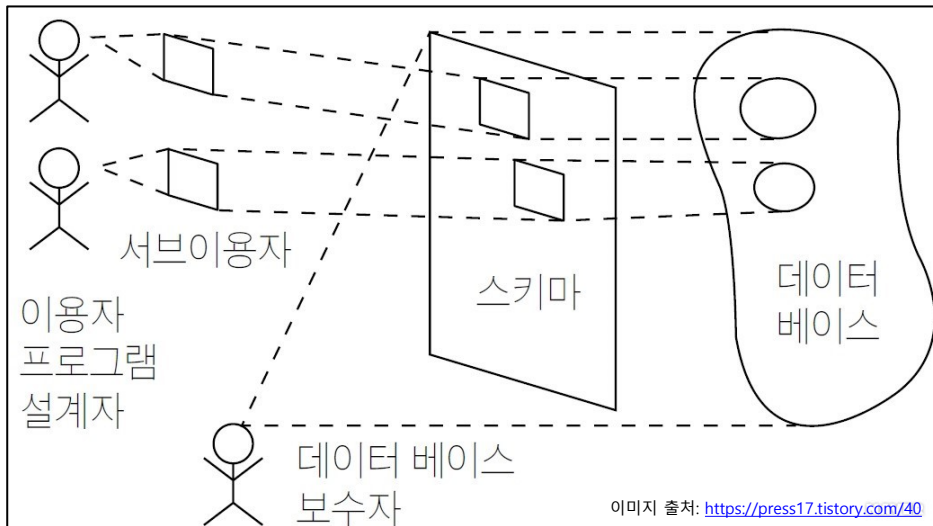 서브이용자
이용자
프로그램
설계자
스키마
데이터
베이스
데이터 베이스
보수자
이미지 출처: https://press17.tistory.com/40